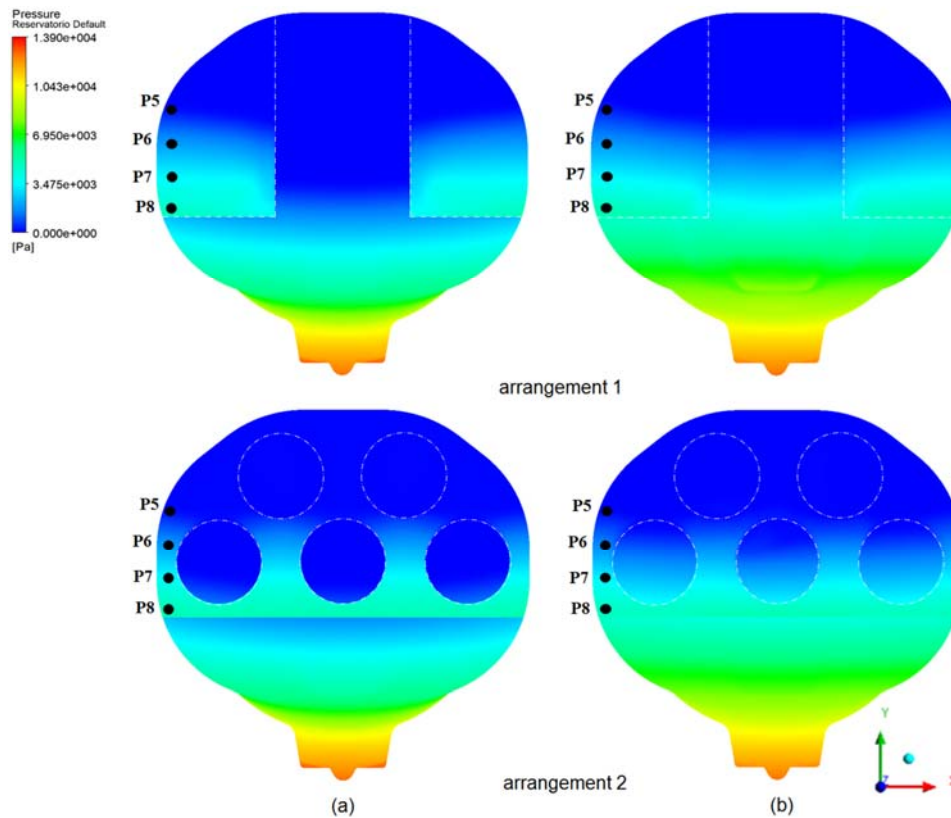 Pressure
Reservatorio Default
1.390e+004
1.043e+004
6.950e+003
3.475e+003
0.000e+000
[Pa]
P5
P6
P7
P8
P5
P6
P7
P8
arrangement 1
P5
P6
P7
P8
P5
P6
P7
P8
Y
Z
arrangement 2
(a)
(b)